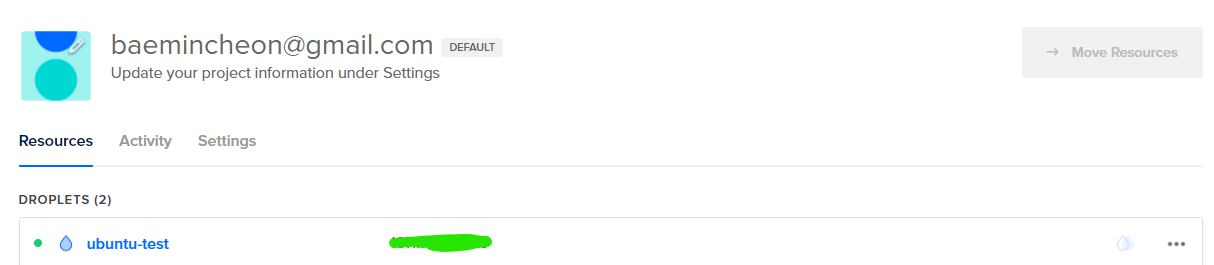 baemincheon@gmail.com DEFAULT
Update your project information under Settings
→ Move Resources
Resources Activity Settings
DROPLETS (2)
ubuntu-test